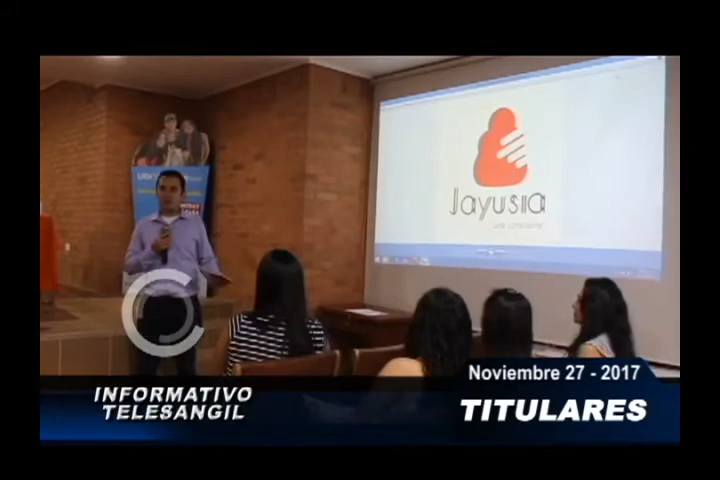 Jayusia
Noviembre 27 - 2017
INFORMATIVO
TELESANGIL
TITULARES